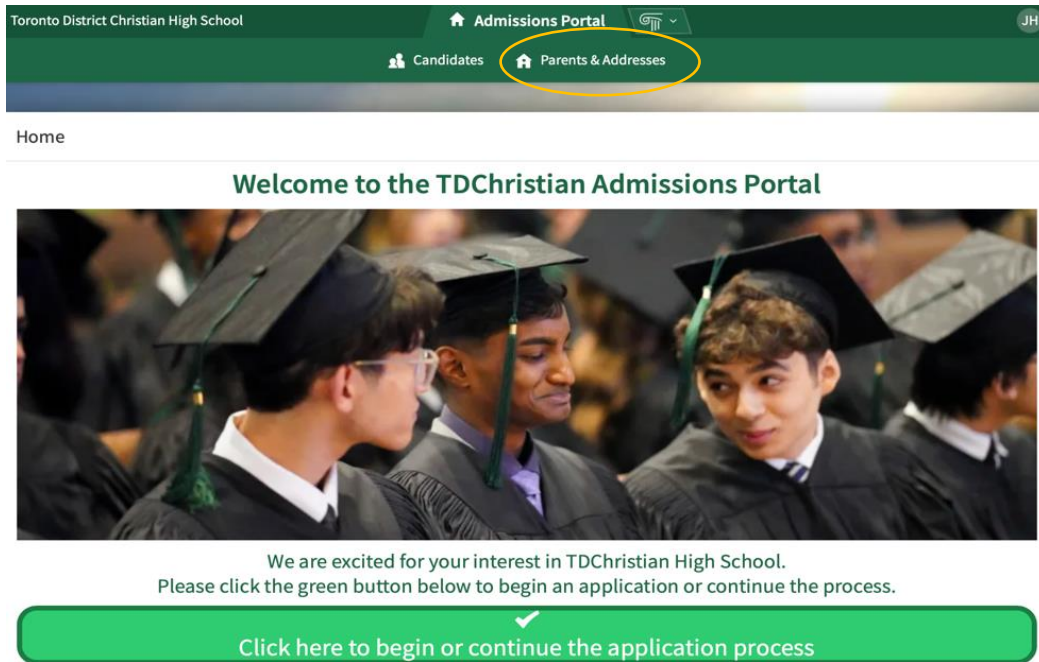 Toronto District Christian High School
Admissions Portal
JH
Candidates
Parents & Addresses
Home
Welcome to the TDChristian Admissions Portal
We are excited for your interest in TDChristian High School.
Please click the green button below to begin an application or continue the process.
Click here to begin or continue the application process